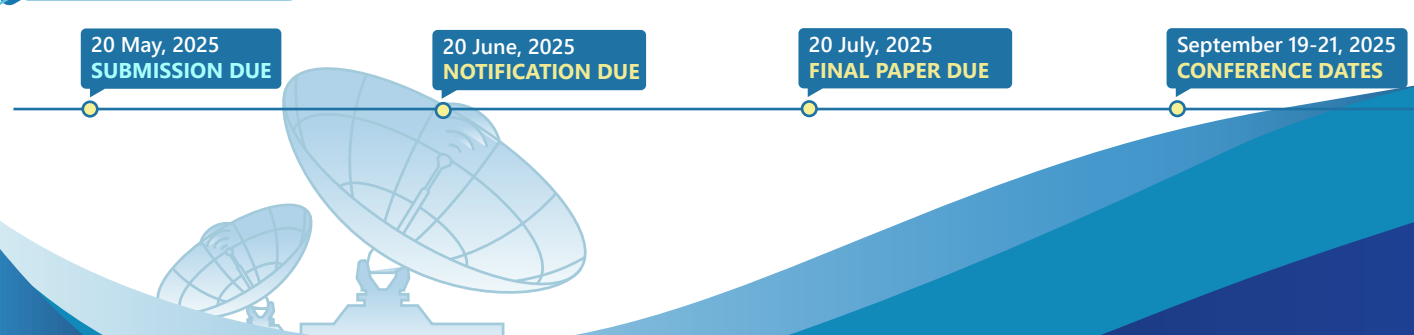 20 May, 2025
SUBMISSION DUE
20 June, 2025
NOTIFICATION DUE
20 July, 2025
FINAL PAPER DUE
September 19-21, 2025
CONFERENCE DATES